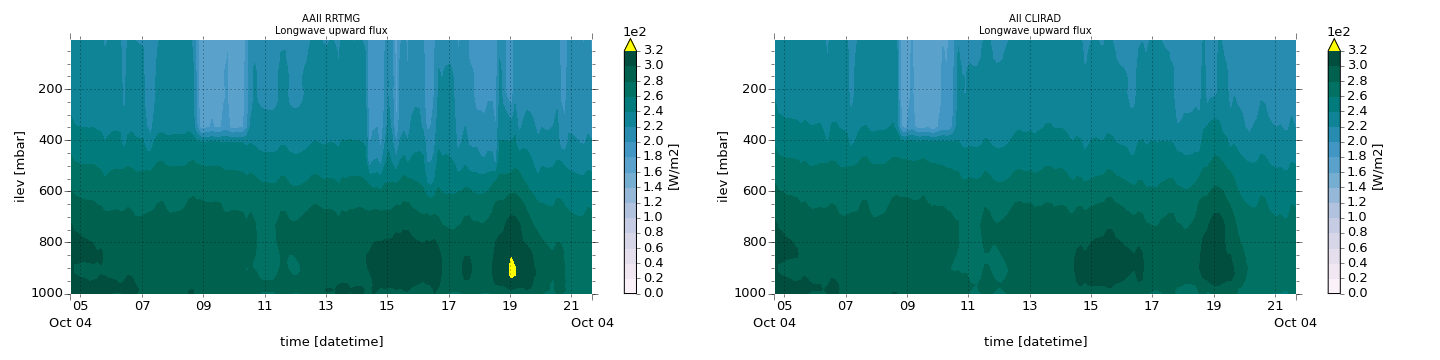 AAII RRTMG
Longwave upward flux
1e2
3.2
3.0
2.8
2.6
2.4
2.2
2.0
1.8
1.6
1.4
1.2
1.0
0.8
0.6
0.4
0.2
0.0
[W/m2]
ilev [mbar]
200
400
600
800
1000
05 07 09 11 13 15 17 19 21
Oct 04 Oct 04
time [datetime]
AII CLIRAD
Longwave upward flux
1e2
3.2
3.0
2.8
2.6
2.4
2.2
2.0
1.8
1.6
1.4
1.2
1.0
0.8
0.6
0.4
0.2
0.0
[W/m2]
ilev [mbar]
200
400
600
800
1000
05 07 09 11 13 15 17 19 21
Oct 04 Oct 04
time [datetime]